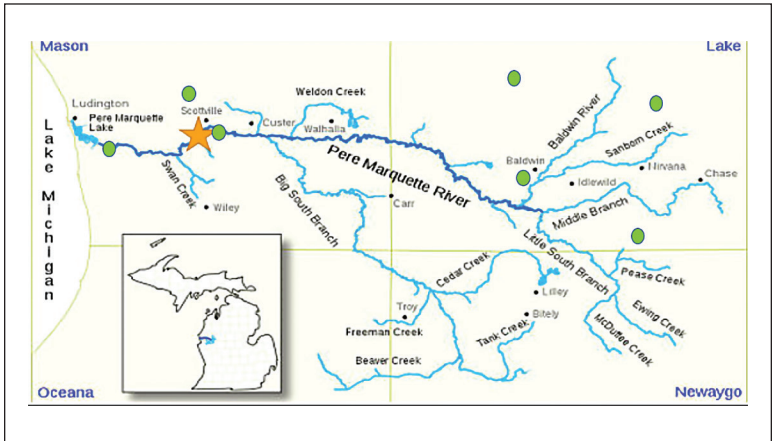 Mason
Lake
Ludington
Pere Marquette
Lake
Scottville
Custer
Weldon Creek
Walhalla
Baldwin River
Sanborn Creek
Baldwin
Nirvana
Idlewild
Chase
Lake Michigan
Swan Creek
Wiley
Pere Marquette River
Big South Branch
Carr
Middle Branch
Little South Branch
Cedar Creek
Pease Creek
Lilley
Ewing Creek
Troy
Bitely
Freeman Creek
Tank Creek
McDuffee Creek
Beaver Creek
Oceana
Newaygo